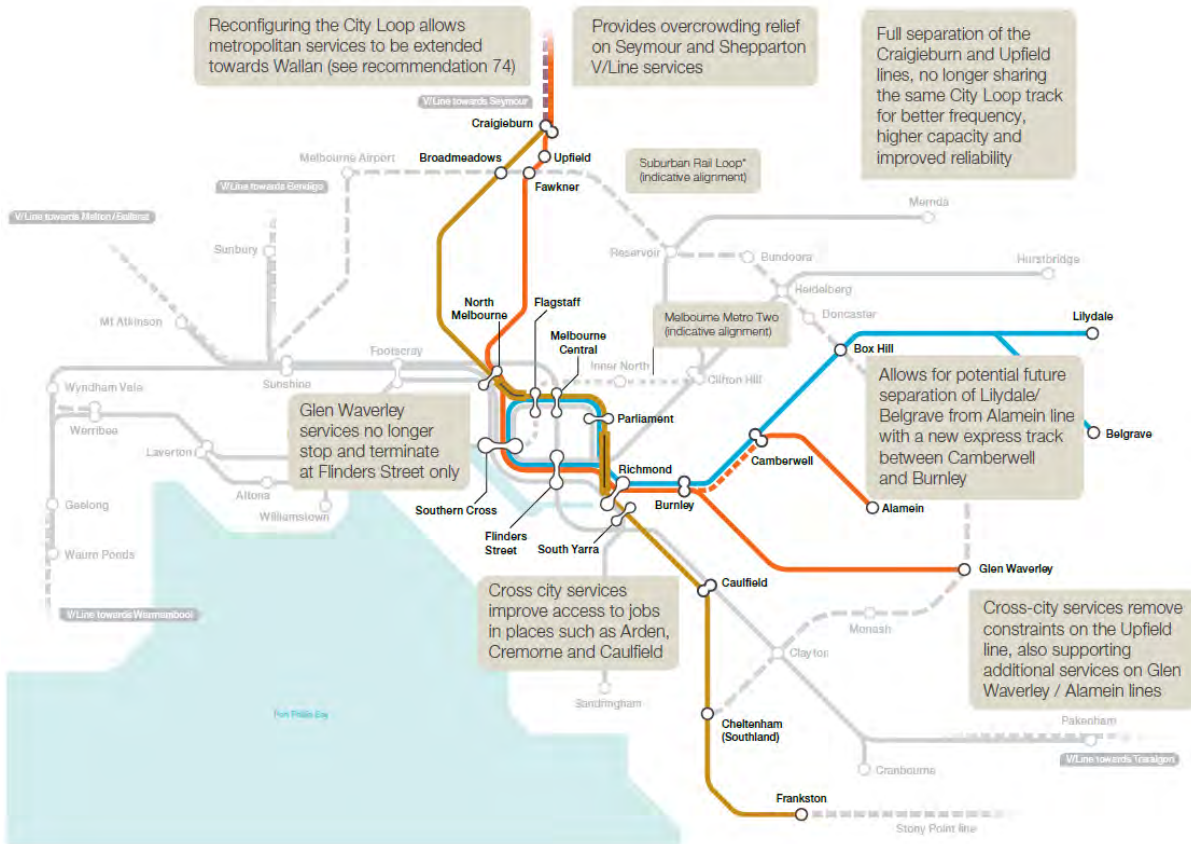 Reconfiguring the City Loop allows
metropolitan services to be extended
towards Wallan (see recommendation 74)
Provides overcrowding relief
on Seymour and Shepparton
V/Line services
Full separation of the
Craigieburn and Upfield
lines, no longer sharing
the same City Loop track
for better frequency,
higher capacity and
improved reliability
V/Line towards Seymour
Craigieburn
Melbourne Airport
Broadmeadows
Upfield
Fawkner
Suburban Rail Loop*
(indicative alignment)
V/Line towards Bendigo
V/Line towards Melton / Ballarat
Mernda
Sunbury
Reservoir
Bundoora
Hurstbridge
Heidelberg
North
Melbourne
Flagstaff
Melbourne
Central
Melbourne Metro Two
(indicative alignment)
Doncaster
Lilydale
Mt Atkinson
Footscray
Box Hill
Sunshine
Inner North
Clifton Hill
Wyndham Vale
Werribee
Laverton
Altona
Williamstown
Geelong
Waurn Ponds
V/Line towards Warrnambool
Glen Waverley
services no longer
stop and terminate
at Flinders Street only
Parliament
Allows for potential future
separation of Lilydale/
Belgrave from Alamein line
with a new express track
between Camberwell
and Burnley
Belgrave
Richmond
Camberwell
Southern Cross
Burnley
Alamein
Flinders
Street
South Yarra
Glen Waverley
Cross city services
improve access to jobs
in places such as Arden,
Cremorne and Caulfield
Caulfield
Monash
Clayton
Cross-city services remove
constraints on the Upfield
line, also supporting
additional services on Glen
Waverley / Alamein lines
Sandringham
Port Phillip Bay
Cheltenham
(Southland)
Pakenham
V/Line towards Traralgon
Cranbourne
Frankston
Stony Point line